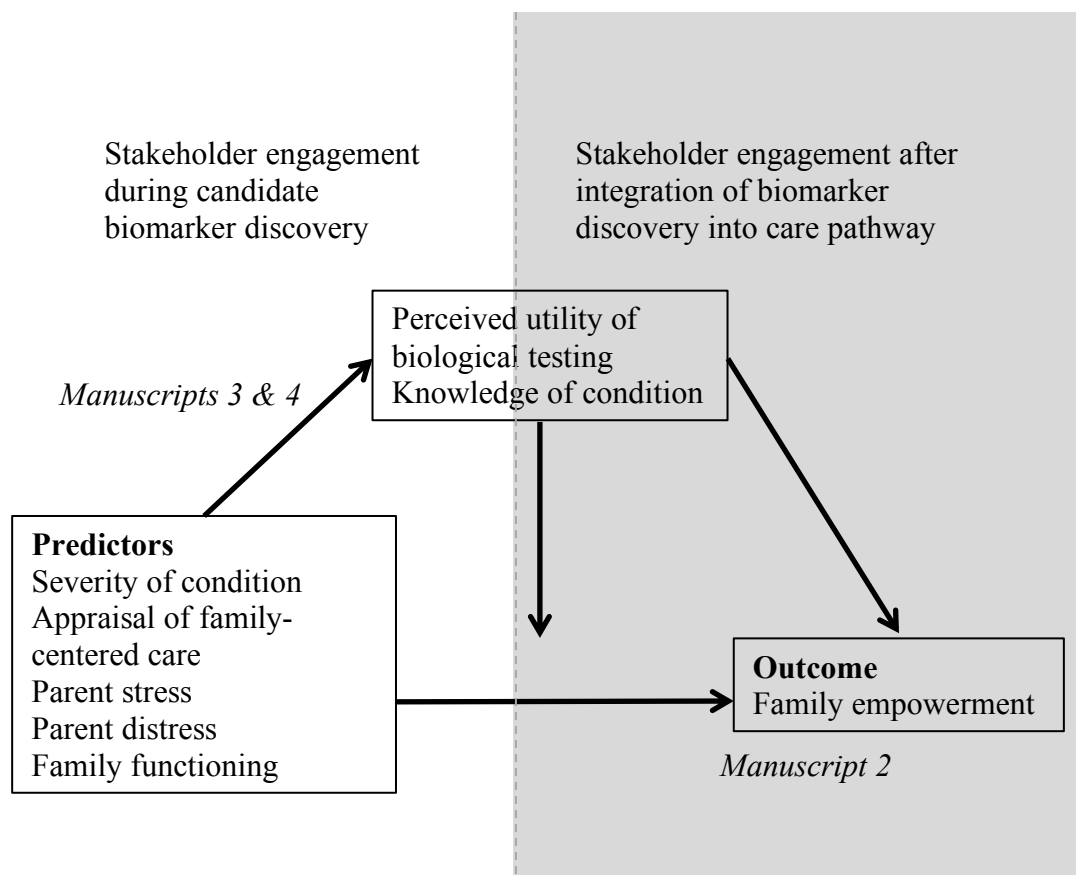 Stakeholder engagement
during candidate
biomarker discovery
Stakeholder engagement after
integration of biomarker
discovery into care pathway
Perceived utility of
biological testing
Knowledge of condition
Manuscripts 3 & 4
Predictors
Severity of condition
Appraisal of family-
centered care
Parent stress
Parent distress
Family functioning
Outcome
Family empowerment
Manuscript 2